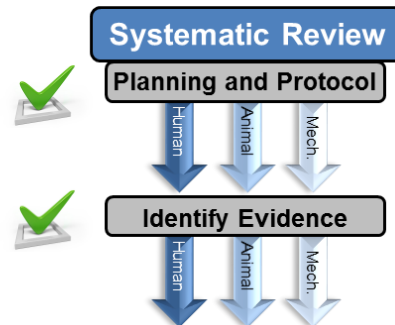 Systematic Review
Planning and Protocol
Human
Animal
Mech.
Identify Evidence
Human
Animal
Mech.